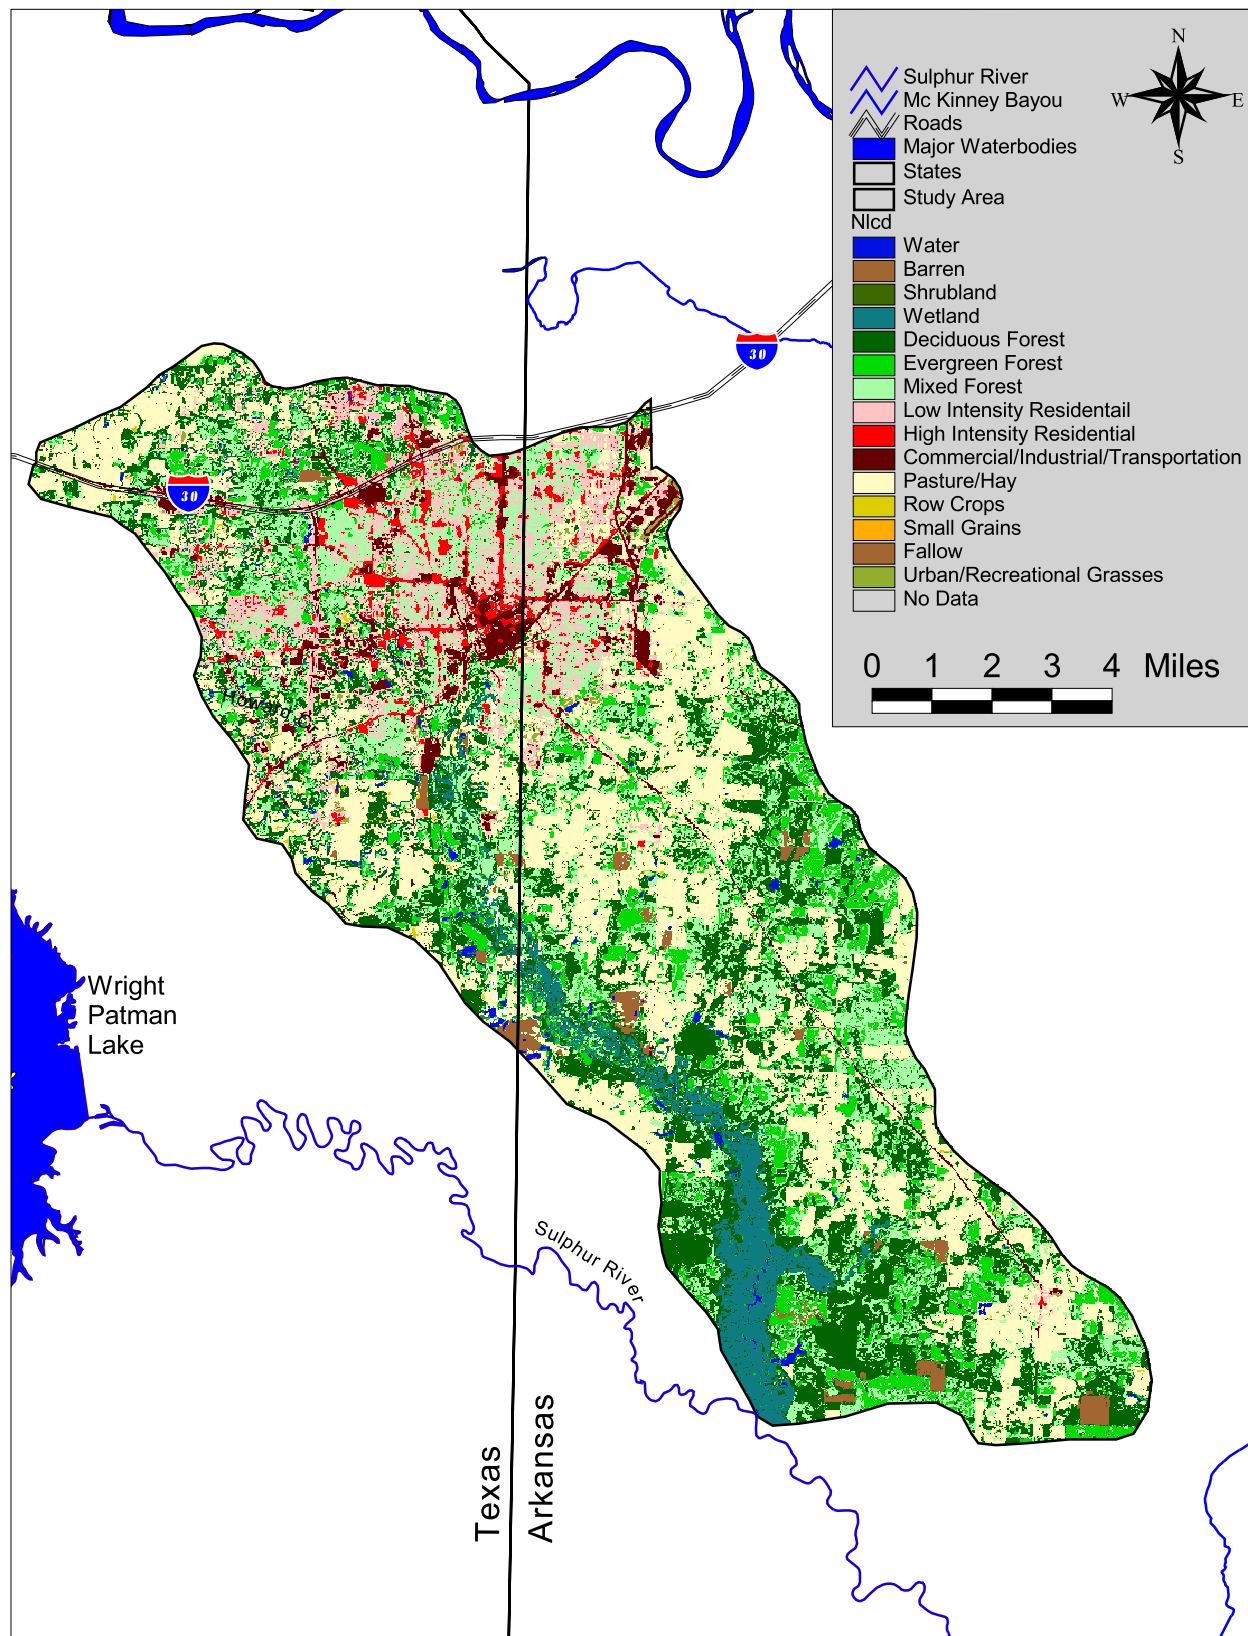 N
W E
S
Sulphur River
Mc Kinney Bayou
Roads
Major Waterbodies
States
Study Area
Nlcd
Water
Barren
Shrubland
Wetland
Deciduous Forest
Evergreen Forest
Mixed Forest
Low Intensity Residentail
High Intensity Residential
Commercial/Industrial/Transportation
Pasture/Hay
Row Crops
Small Grains
Fallow
Urban/Recreational Grasses
No Data
0 1 2 3 4 Miles
30
30
Howard C
Wright
Patman
Lake
Sulphur River
Texas
Arkansas